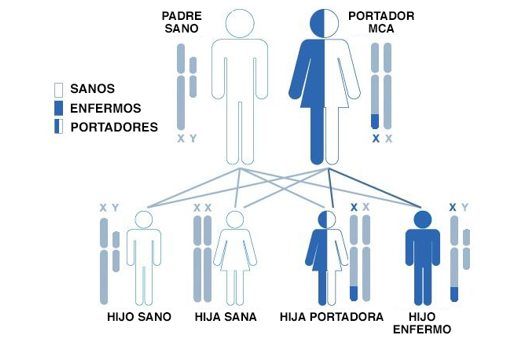 PADRE
SANO
PORTADOR
MCA
SANOS
ENFERMOS
PORTADORES
X Y
X X
X Y
X X
X X
X Y
HIJO SANO
HIJA SANA
HIJA PORTADORA
HIJO
ENFERMO